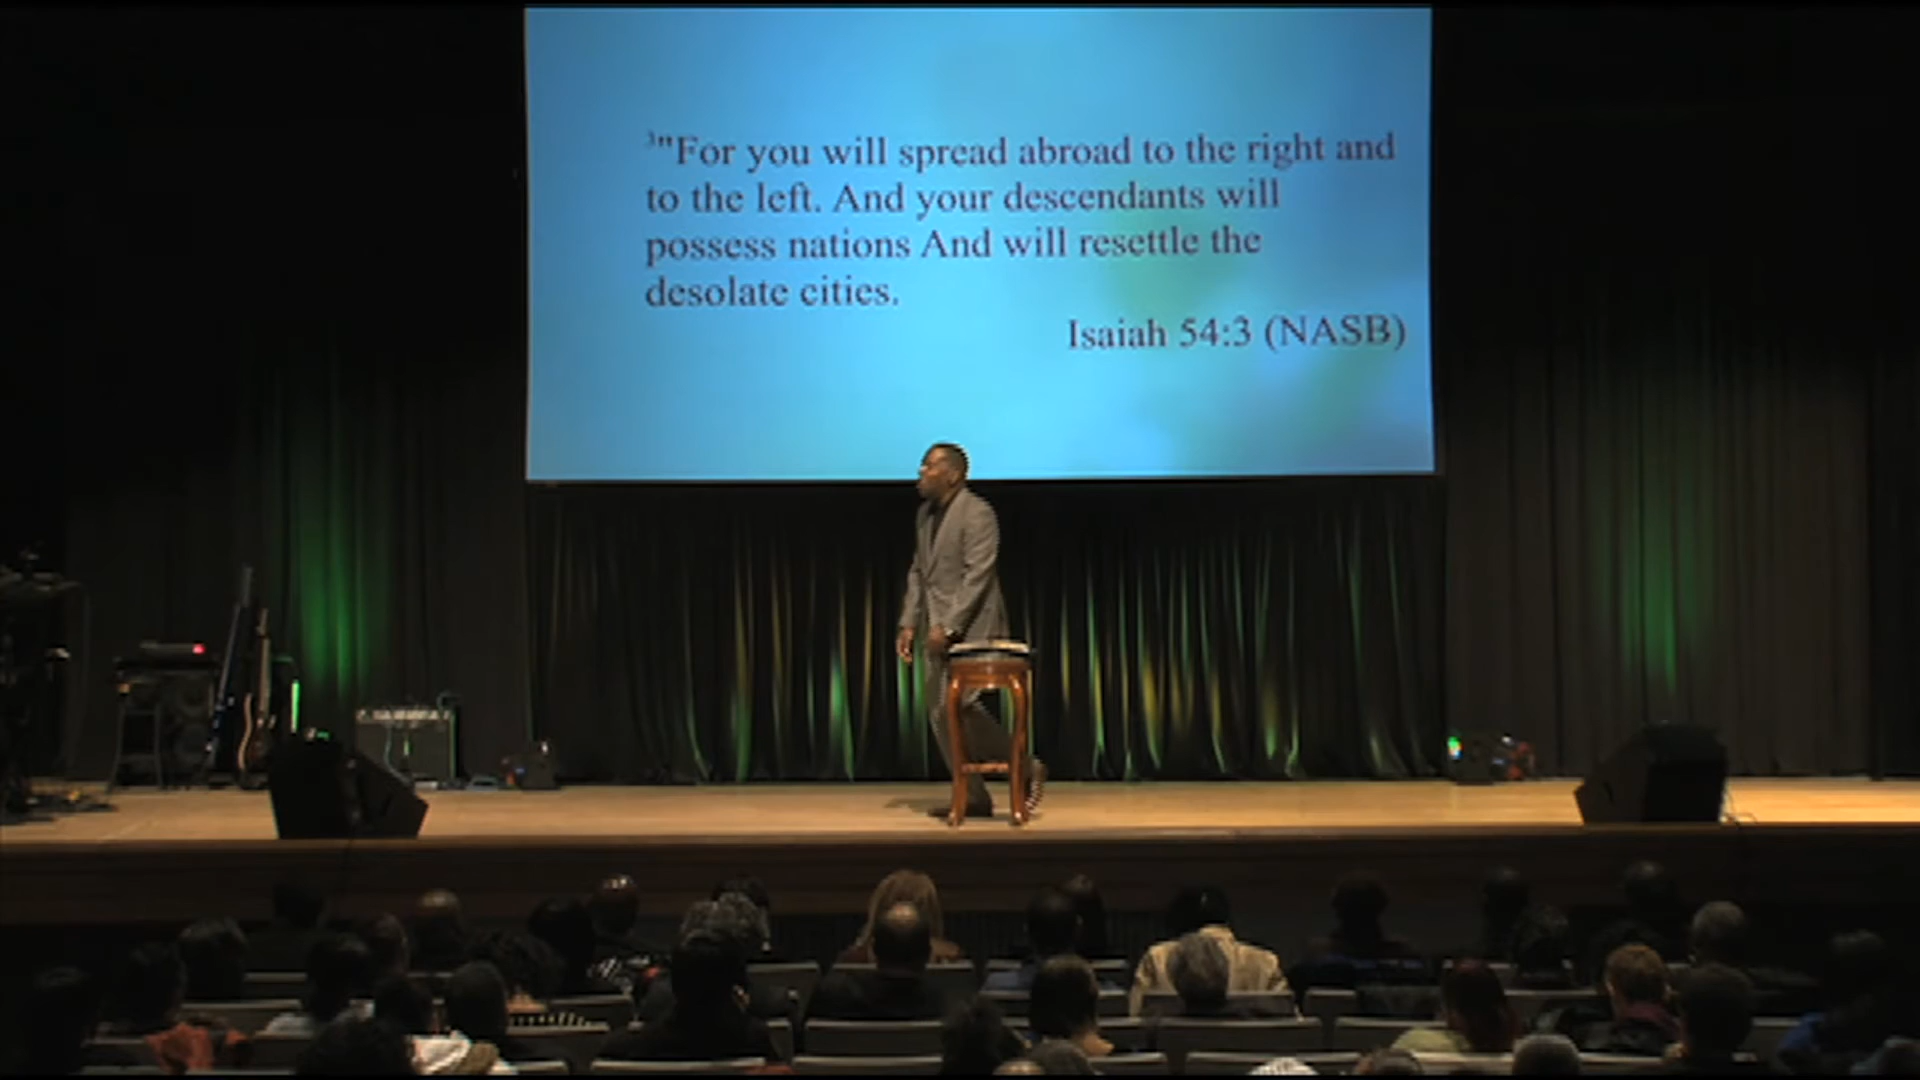 ³"For you will spread abroad to the right and
to the left. And your descendants will
possess nations And will resettle the
desolate cities.
Isaiah 54:3 (NASB)